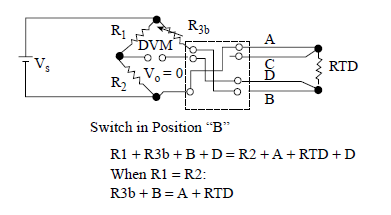 R1 R3b A
DVM
Vs Vo = 0 C RTD
D
R2 B
Switch in Position “B”
R1 + R3b + B + D = R2 + A + RTD + D
When R1 = R2:
R3b + B = A + RTD